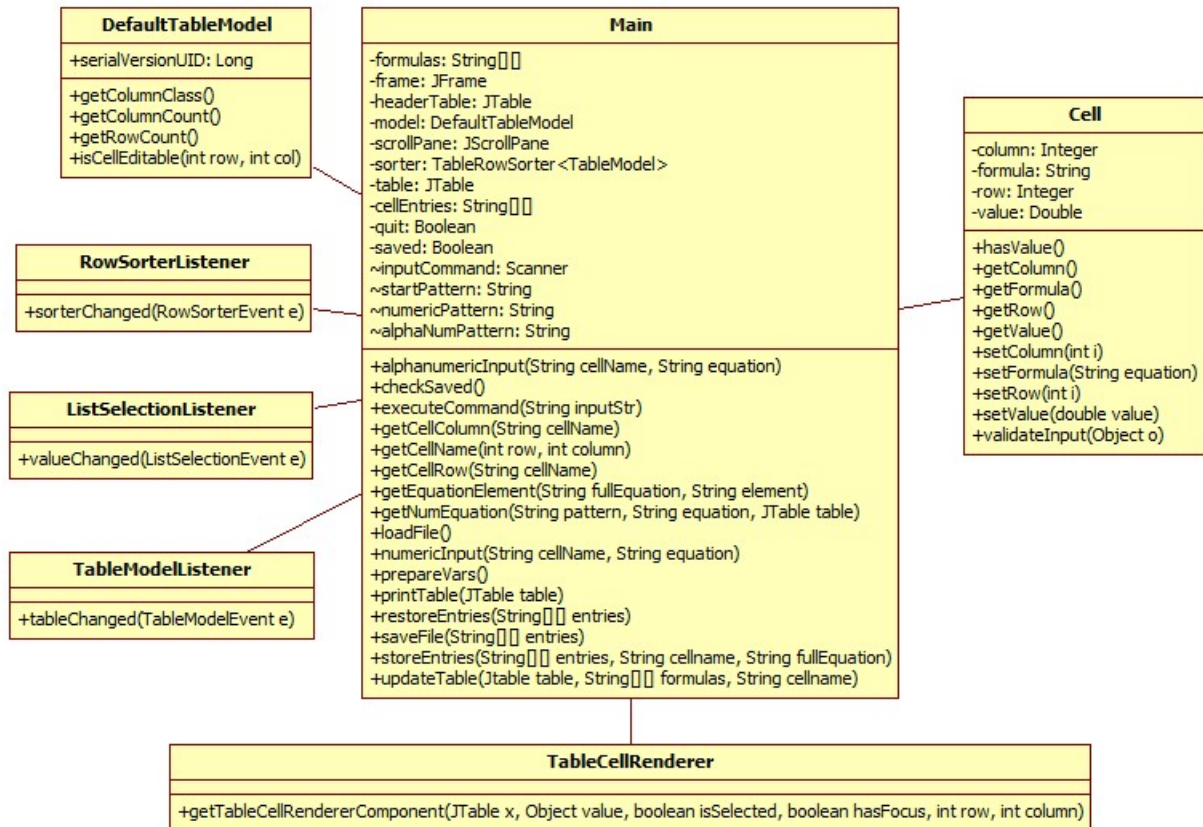 DefaultTableModel
+serialVersionUID: Long
+getColumnClass()
+getColumnCount()
+getRowCount()
+isCellEditable(int row, int col)
RowSorterListener
+sorterChanged(RowSorterEvent e)
ListSelectionListener
+valueChanged(ListSelectionEvent e)
TableModelListener
+tableChanged(TableModelEvent e)
Main
-formulas: String[][]
-frame: JFrame
-headerTable: JTable
-model: DefaultTableModel
-scrollPane: JScrollPane
-sorter: TableRowSorter<TableModel>
-table: JTable
-cellEntries: String[][]
-quit: Boolean
-saved: Boolean
~inputCommand: Scanner
~startPattern: String
~numericPattern: String
~alphaNumPattern: String
+alphanumericInput(String cellName, String equation)
+checkSaved()
+executeCommand(String inputStr)
+getCellColumn(String cellName)
+getCellName(int row, int column)
+getCellRow(String cellName)
+getEquationElement(String fullEquation, String element)
+getNumEquation(String pattern, String equation, JTable table)
+loadFile()
+numericInput(String cellName, String equation)
+prepareVars()
+printTable(JTable table)
+restoreEntries(String[][] entries)
+saveFile(String[][] entries)
+storeEntries(String[][] entries, String cellname, String fullEquation)
+updateTable(Jtable table, String[][] formulas, String cellname)
Cell
-column: Integer
-formula: String
-row: Integer
-value: Double
+hasValue()
+getColumn()
+getFormula()
+getRow()
+getValue()
+setColumn(int i)
+setFormula(String equation)
+setRow(int i)
+setValue(double value)
+validateInput(Object o)
TableCellRenderer
+getTableCellRendererComponent(JTable x, Object value, boolean isSelected, boolean hasFocus, int row, int column)